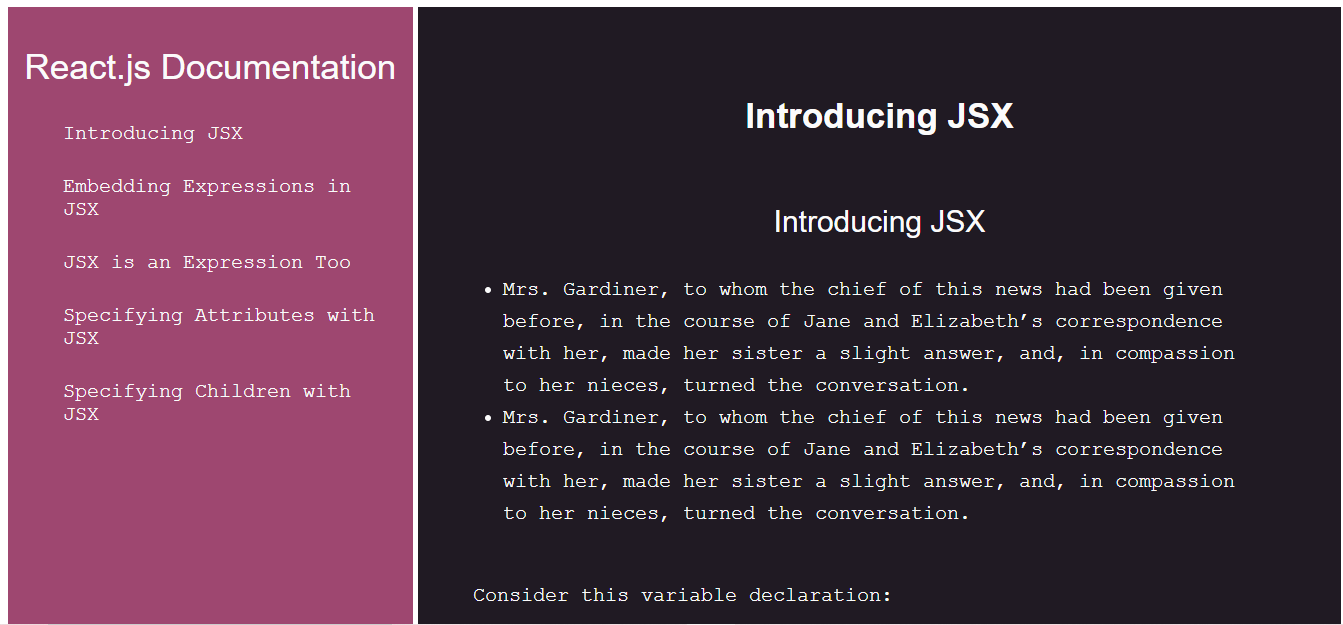 React.js Documentation
Introducing JSX
Embedding Expressions in
JSX
JSX is an Expression Too
Specifying Attributes with
JSX
Specifying Children with
JSX
Introducing JSX
Introducing JSX
• Mrs. Gardiner, to whom the chief of this news had been given
before, in the course of Jane and Elizabeth’s correspondence
with her, made her sister a slight answer, and, in compassion
to her nieces, turned the conversation.
• Mrs. Gardiner, to whom the chief of this news had been given
before, in the course of Jane and Elizabeth’s correspondence
with her, made her sister a slight answer, and, in compassion
to her nieces, turned the conversation.
Consider this variable declaration: